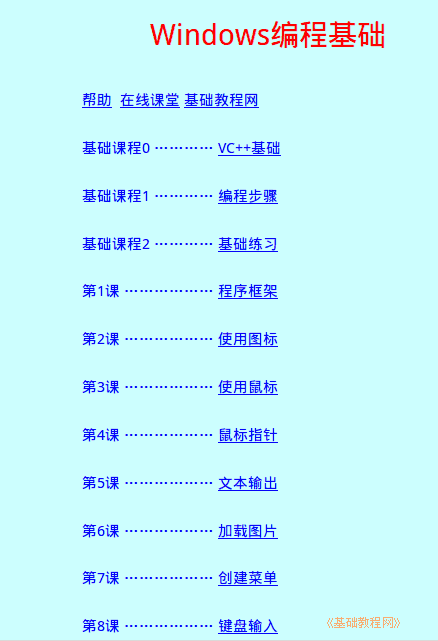 Windows编程基础
帮助 在线课堂 基础教程网
基础课程0 ………… VC++基础
基础课程1 ………… 编程步骤
基础课程2 ………… 基础练习
第1课 ……………… 程序框架
第2课 ……………… 使用图标
第3课 ……………… 使用鼠标
第4课 ……………… 鼠标指针
第5课 ……………… 文本输出
第6课 ……………… 加载图片
第7课 ……………… 创建菜单
第8课 ……………… 键盘输入
《基础教程网》